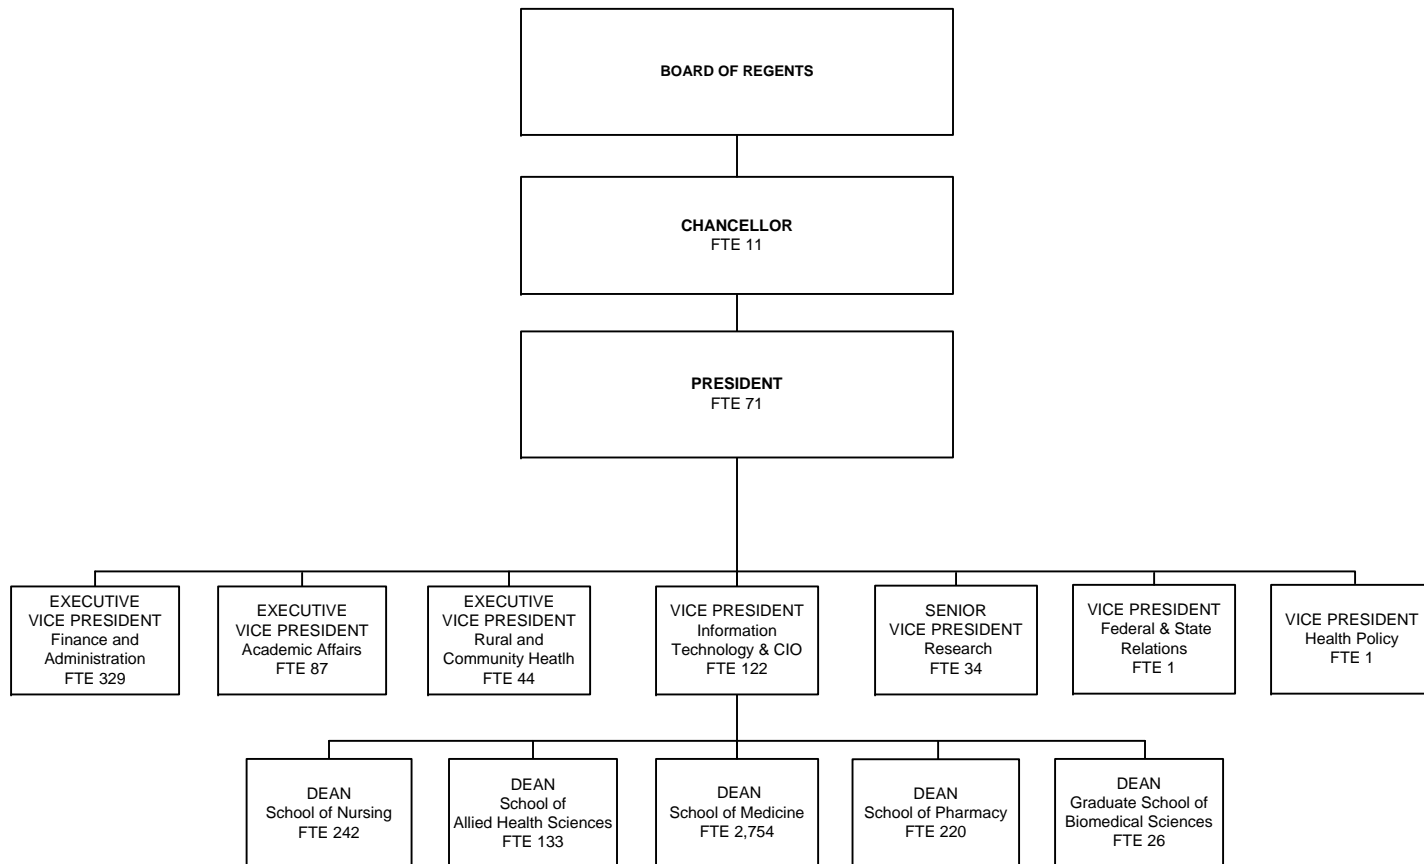 BOARD OF REGENTS
CHANCELLOR
FTE 11
PRESIDENT
FTE 71
EXECUTIVE
VICE PRESIDENT
Finance and
Administration
FTE 329
EXECUTIVE
VICE PRESIDENT
Academic Affairs
FTE 87
EXECUTIVE
VICE PRESIDENT
Rural and
Community Heatlh
FTE 44
VICE PRESIDENT
Information
Technology & CIO
FTE 122
SENIOR
VICE PRESIDENT
Research
FTE 34
VICE PRESIDENT
Federal & State
Relations
FTE 1
VICE PRESIDENT
Health Policy
FTE 1
DEAN
School of Nursing
FTE 242
DEAN
School of
Allied Health Sciences
FTE 133
DEAN
School of Medicine
FTE 2,754
DEAN
School of Pharmacy
FTE 220
DEAN
Graduate School of
Biomedical Sciences
FTE 26